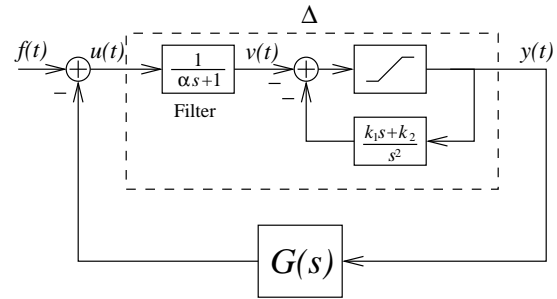 Δ
f(t)
u(t)
1
αs+1
v(t)
y(t)
Filter
k₁s+k₂
s²
G(s)